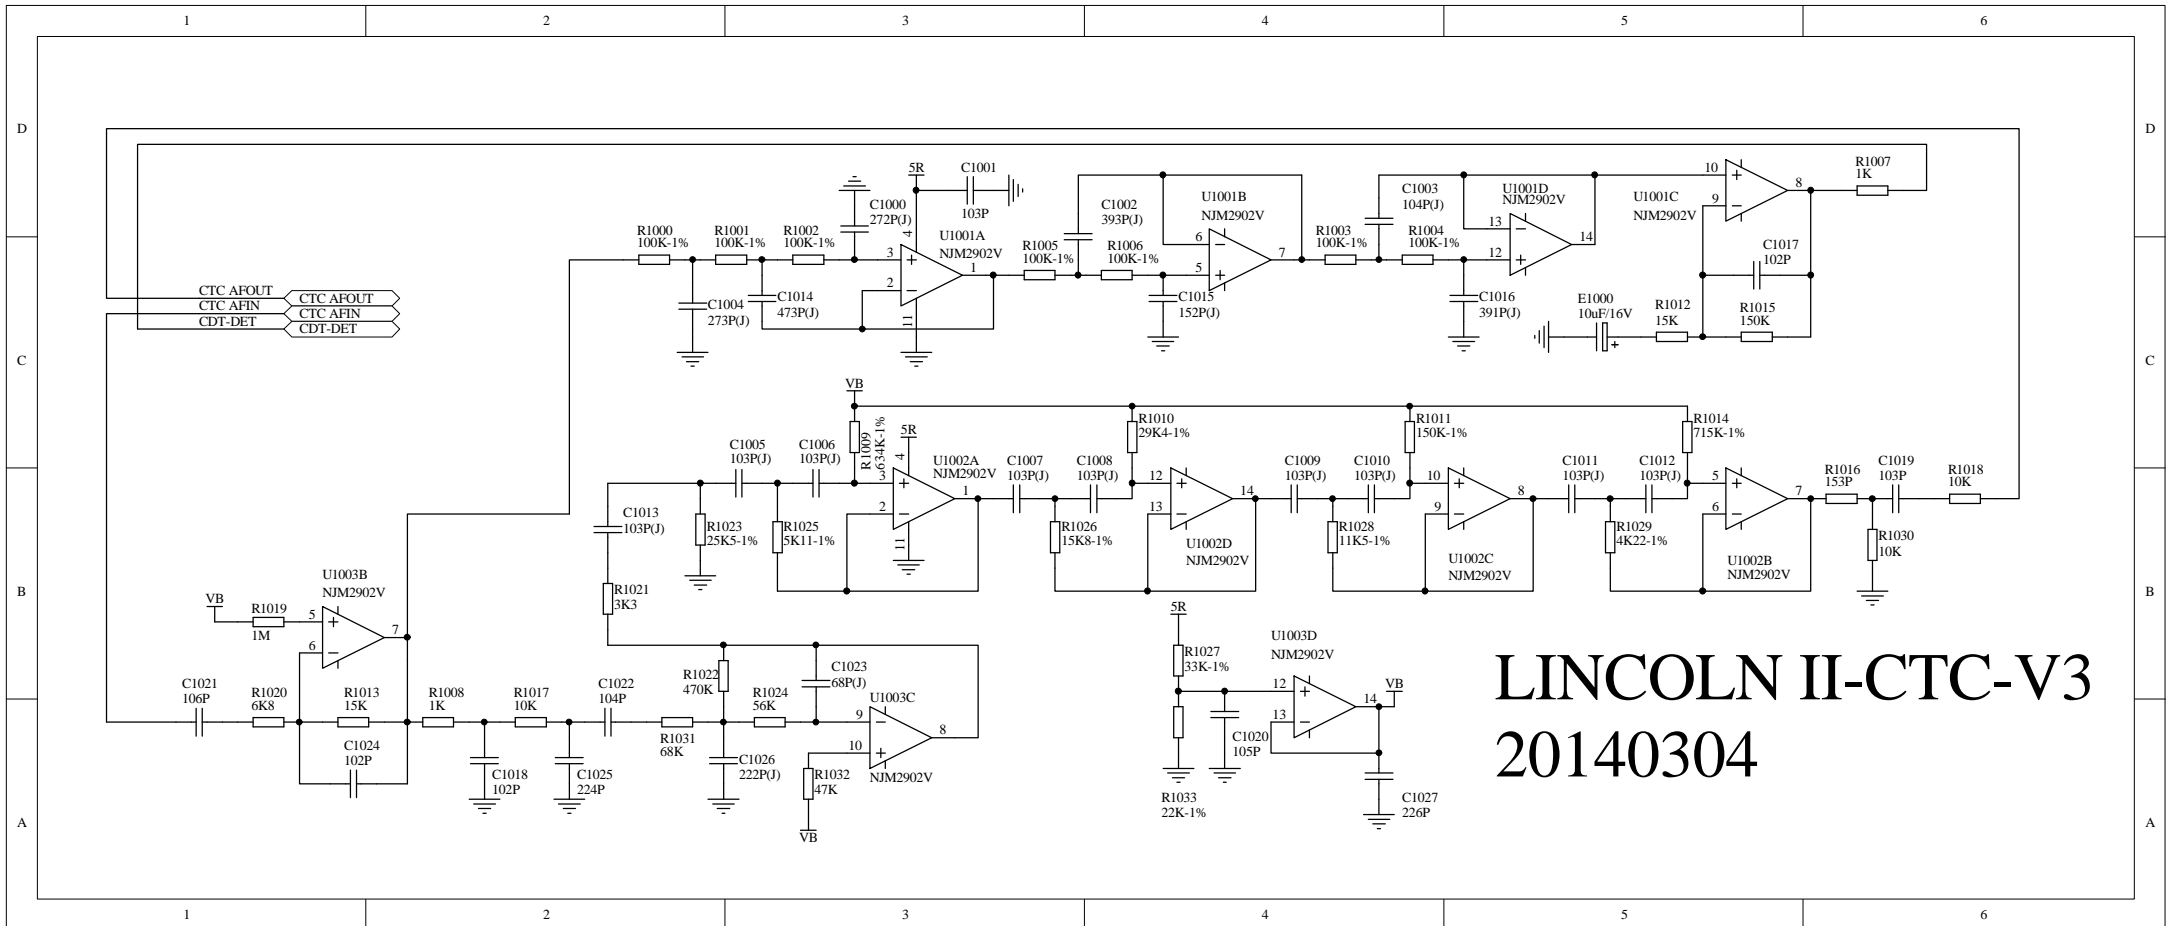 1 2 3 4 5 6
D D
5R C1001
103P
R1007
1K
C1000
272P(J)
C1002
393P(J)
U1001B
NJM2902V
C1003
104P(J)
U1001D
NJM2902V
U1001C
NJM2902V
10
9
8
4
R1000
100K-1%
R1001
100K-1%
R1002
100K-1%
U1001A
NJM2902V
3
2
1
11
R1005
100K-1%
R1006
100K-1%
6
5
7
R1003
100K-1%
R1004
100K-1%
13
12
14
C1017
102P
CTC AFOUT CTC AFOUT
CTC AFIN CTC AFIN
CDT-DET CDT-DET
C1004
273P(J)
C1014
473P(J)
C1015
152P(J)
C1016
391P(J)
E1000
10uF/16V
+
R1012
15K
R1015
150K
C C
VB
R1009
634K-1%
5R
4
R1010
29K4-1%
R1011
150K-1%
R1014
715K-1%
C1005
103P(J)
C1006
103P(J)
U1002A
NJM2902V
3
2
1
11
C1007
103P(J)
C1008
103P(J)
12
13
14
C1009
103P(J)
C1010
103P(J)
10
9
8
C1011
103P(J)
C1012
103P(J)
5
6
7
R1016
153P
C1019
103P
R1018
10K
C1013
103P(J)
R1023
25K5-1%
R1025
5K11-1%
R1026
15K8-1%
U1002D
NJM2902V
R1028
11K5-1%
U1002C
NJM2902V
R1029
4K22-1%
U1002B
NJM2902V
R1030
10K
B B
U1003B
NJM2902V
VB
R1019
1M
5
6
7
R1021
3K3
5R
R1027
33K-1%
U1003D
NJM2902V
LINCOLN II-CTC-V3
20140304
C1021
106P
R1020
6K8
R1013
15K
R1008
1K
R1017
10K
C1022
104P
R1022
470K
R1024
56K
C1023
68P(J)
U1003C
9
10
8
NJM2902V
12
13
14
VB
C1024
102P
C1018
102P
C1025
224P
R1031
68K
C1026
222P(J)
R1032
47K
VB
C1020
105P
R1033
22K-1%
C1027
226P
A A
1 2 3 4 5 6